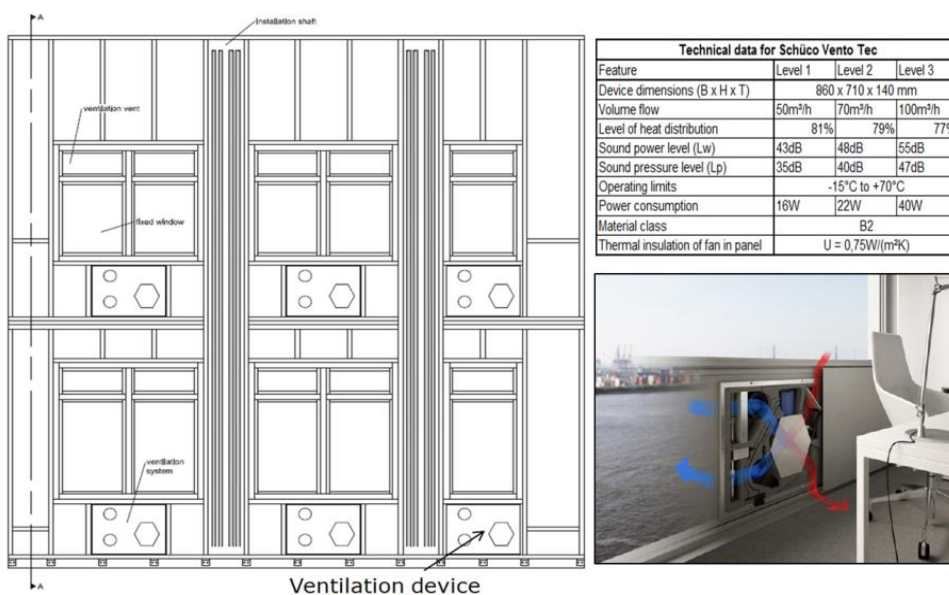 A
Installation shaft
ventilation vent
fixed window
ventilation
system
A
Ventilation device
Technical data for Schüco Vento Tec
Feature Level 1 Level 2 Level 3
Device dimensions (B x H x T) 860 x 710 x 140 mm
Volume flow 50m³/h 70m³/h 100m³/h
Level of heat distribution 81% 79% 77%
Sound power level (Lw) 43dB 48dB 55dB
Sound pressure level (Lp) 35dB 40dB 47dB
Operating limits -15°C to +70°C
Power consumption 16W 22W 40W
Material class B2
Thermal insulation of fan in panel U = 0,75W/(m²K)